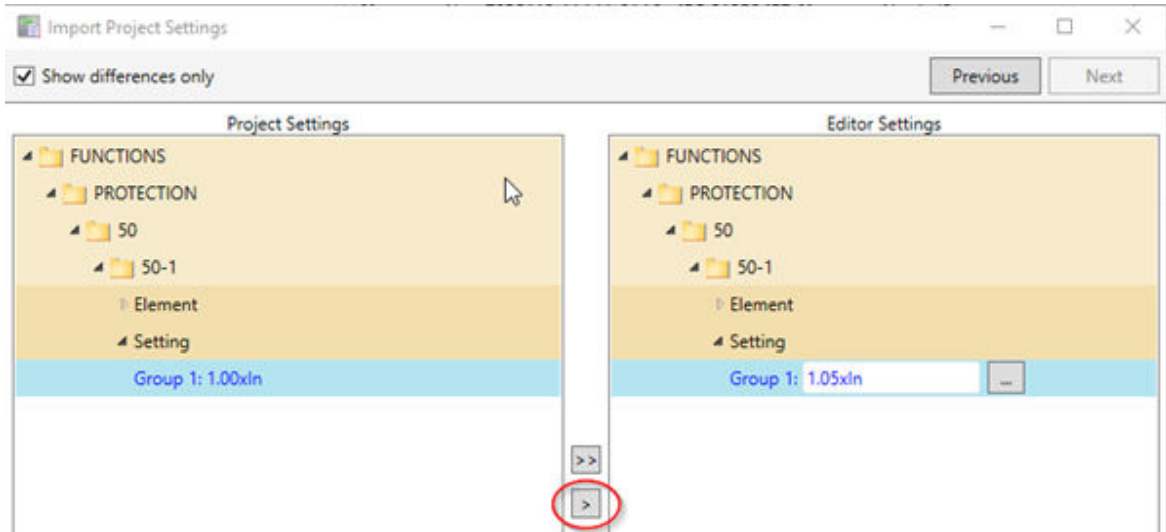 Import Project Settings
Show differences only
Previous
Next
Project Settings
Editor Settings
FUNCTIONS
FUNCTIONS
PROTECTION
PROTECTION
50
50
50-1
50-1
Element
Element
Setting
Setting
Group 1: 1.00xIn
Group 1: 1.05xIn
...
>>
>